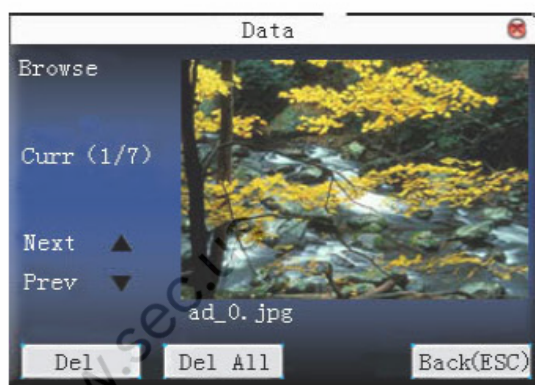 Data
Browse
Curr (1/7)
Next ▲
Prev ▼
ad_0.jpg
Del
Del All
Back(ESC)